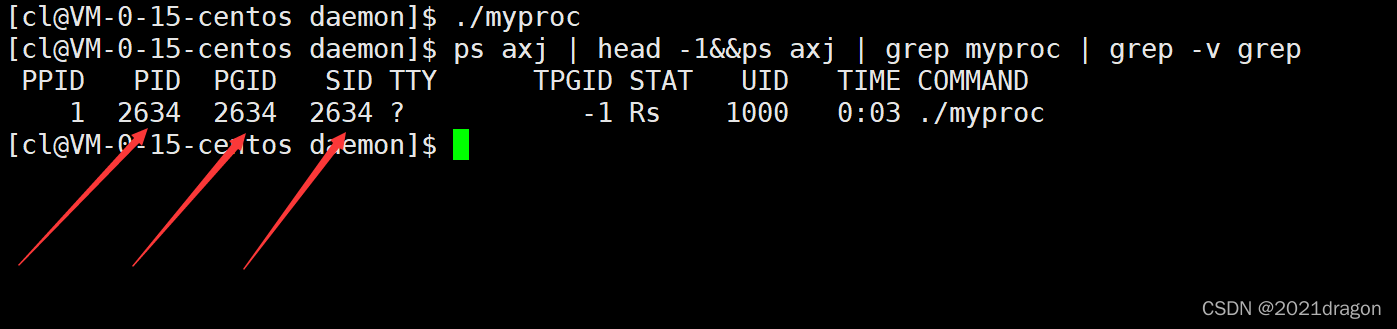 [cl@VM-0-15-centos daemon]$ ./myproc
[cl@VM-0-15-centos daemon]$ ps axj | head -1&&ps axj | grep myproc | grep -v grep
PPID PID PGID SID TTY TPGID STAT UID TIME COMMAND
1 2634 2634 2634 ? -1 Rs 1000 0:03 ./myproc
[cl@VM-0-15-centos daemon]$
CSDN @2021dragon